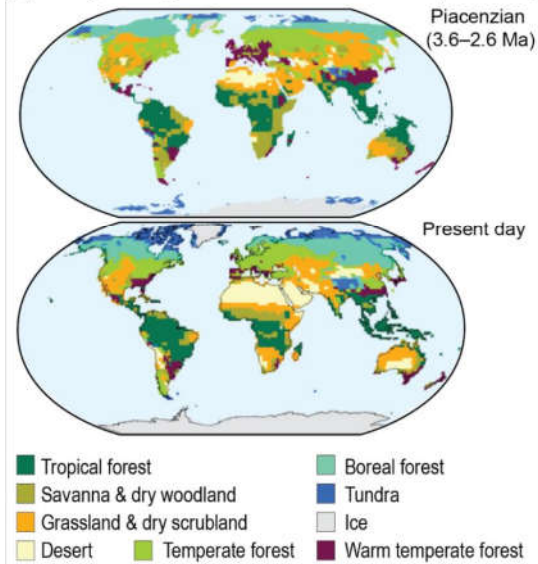 Piacenzian
(3.6–2.6 Ma)
Present day
Tropical forest
Boreal forest
Savanna & dry woodland
Tundra
Grassland & dry scrubland
Ice
Desert
Temperate forest
Warm temperate forest